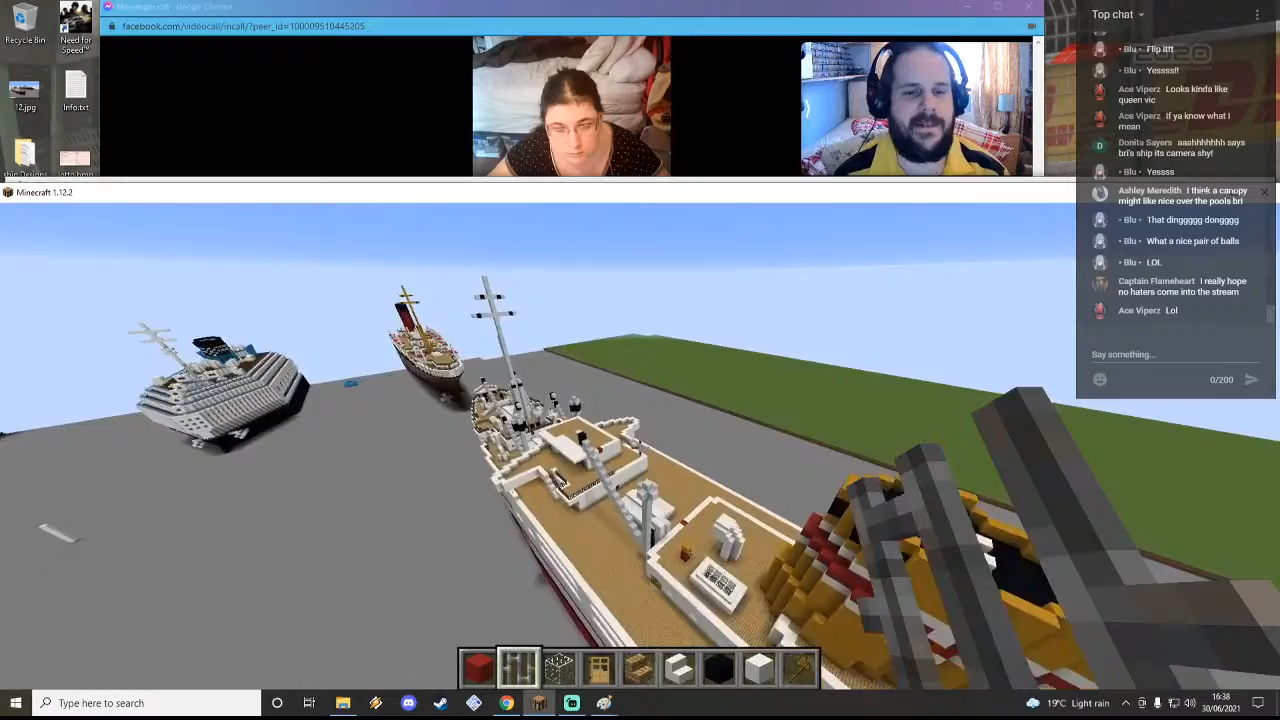 Recycle Bin
Need for
Speed™
12.jpg
Info.txt
facebook.com/videocall/incall/?peer_id=100009510445205
Minecraft 1.12.2
Top chat
• Blu • Flip ittt
2020
• Blu • Yessss!!
Ace Viperz Looks kinda like
queen vic
Ace Viperz If ya know what I
mean
D Donita Sayers aaahhhhhhh says
bri's ship its camera shy!
• Blu • Yessss
Ashley Meredith I think a canopy
might like nice over the pools bri
• Blu • That dinggggg dongggg
• Blu • What a nice pair of balls
• Blu • LOL
Captain Flameheart I really hope
no haters come into the stream
Ace Viperz Lol
Say something...
0/200
Type here to search
19°C Light rain
16:38
30/06/2021